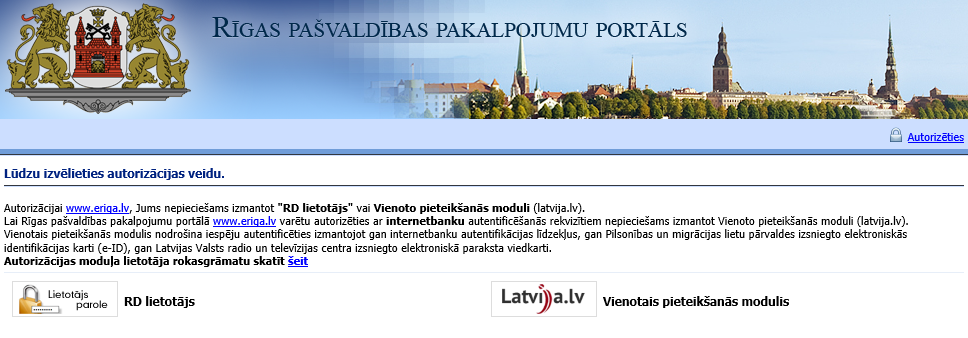 RĪGAS PAŠVALDĪBAS PAKALPOJUMU PORTĀLS
Autorizēties
Lūdzu izvēlieties autorizācijas veidu.
Autorizācijai www.eriga.lv, Jums nepieciešams izmantot "RD lietotājs" vai Vienoto pieteikšanās moduli (latvija.lv).
Lai Rīgas pašvaldības pakalpojumu portālā www.eriga.lv varētu autorizēties ar internetbanku autentificēšanās rekvizītiem nepieciešams izmantot Vienoto pieteikšanās moduli (latvija.lv).
Vienotais pieteikšanās modulis nodrošina iespēju autentificēties izmantojot gan internetbanku autentifikācijas līdzekļus, gan Pilsonības un migrācijas lietu pārvaldes izsniegto elektroniskās
identifikācijas karti (e-ID), gan Latvijas Valsts radio un televīzijas centra izsniegto elektroniskā paraksta viedkarti.
Autorizācijas moduļa lietotāja rokasgrāmatu skatīt šeit
Lietotājs
parole
RD lietotājs
Latvija.lv
Vienotais pieteikšanās modulis